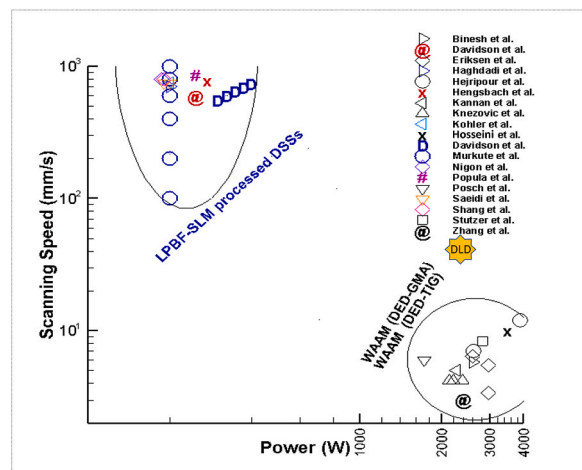 Binesh et al.
@ Davidson et al.
Eriksen et al.
Haghdadi et al.
Hejripour et al.
x Hengsbach et al.
Kannan et al.
Knezovic et al.
Kohler et al.
x Hosseini et al.
D Davidson et al.
Murkute et al.
Nigon et al.
# Popula et al.
Posch et al.
Saeidi et al.
Shang et al.
Stutzer et al.
@ Zhang et al.
DLD
Scanning Speed (mm/s)
10³
10²
10¹
# x
@ D D D D D
LPBF-SLM processed DSSs
WAAM (DED-GMA)
WAAM (DED-TIG)
x
@
Power (W)
1000
2000
3000
4000